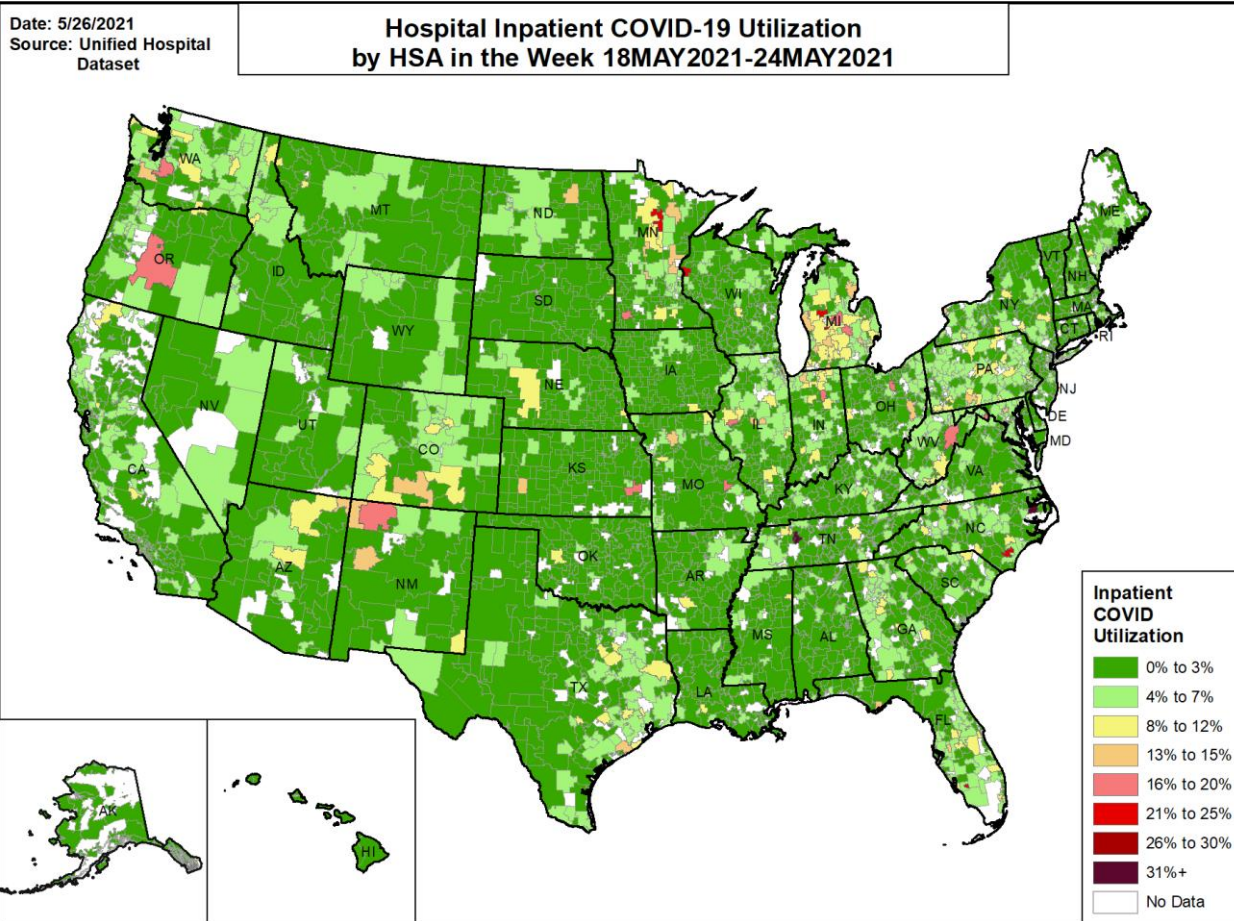 Date: 5/26/2021
Source: Unified Hospital
Dataset
Hospital Inpatient COVID-19 Utilization
by HSA in the Week 18MAY2021-24MAY2021
WA
MT
ND
MN
ME
OR
ID
SD
WI
MI
VT
NH
NY
MA
CT
RI
WY
IA
NE
PA
NJ
NV
UT
CO
IL
IN
OH
DE
MD
WV
VA
CA
KS
MO
KY
AZ
NM
OK
AR
TN
NC
SC
MS
AL
GA
TX
LA
FL
AK
HI
Inpatient
COVID
Utilization
0% to 3%
4% to 7%
8% to 12%
13% to 15%
16% to 20%
21% to 25%
26% to 30%
31%+
No Data